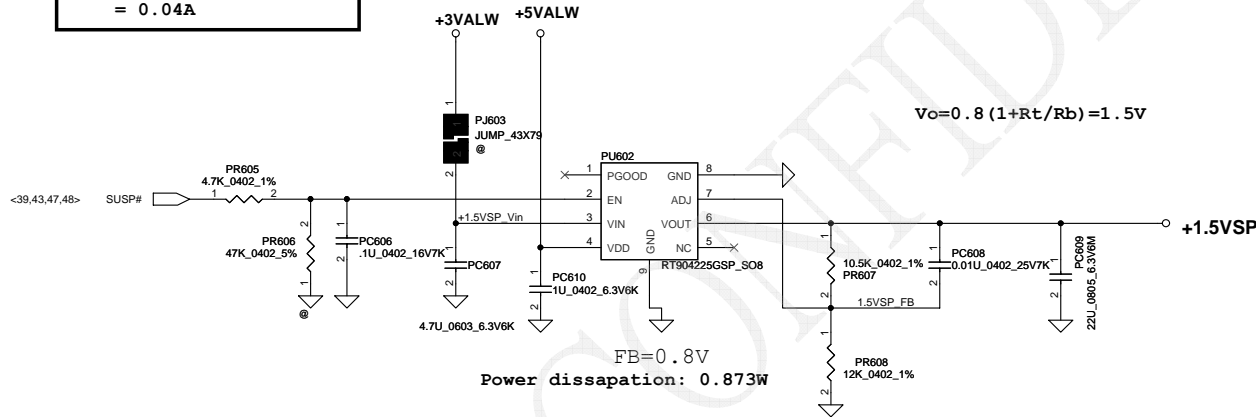 = 0.04A
+3VALW
+5VALW
Vo=0.8(1+Rt/Rb)=1.5V
1
PJ603
JUMP_43X79
@
1
2
2
PU602
1
PGOOD
GND
8
2
EN
ADJ
7
3
VIN
VOUT
6
4
VDD
GND
NC
5
9
RT904225GSP_SO8
<39,43,47,48>
SUSP#
PR605
4.7K_0402_1%
1
2
+1.5VSP_Vin
+1.5VSP
PR606
47K_0402_5%
2
1
@
1
PC606
.1U_0402_16V7K
2
1
PC607
2
4.7U_0603_6.3V6K
1
PC610
1U_0402_6.3V6K
2
1
10.5K_0402_1%
PR607
2
1
PC608
0.01U_0402_25V7K
2
1
PC609
22U_0805_6.3V6M
2
1.5VSP_FB
1
PR608
12K_0402_1%
2
FB=0.8V
Power dissapation: 0.873W
CONFID